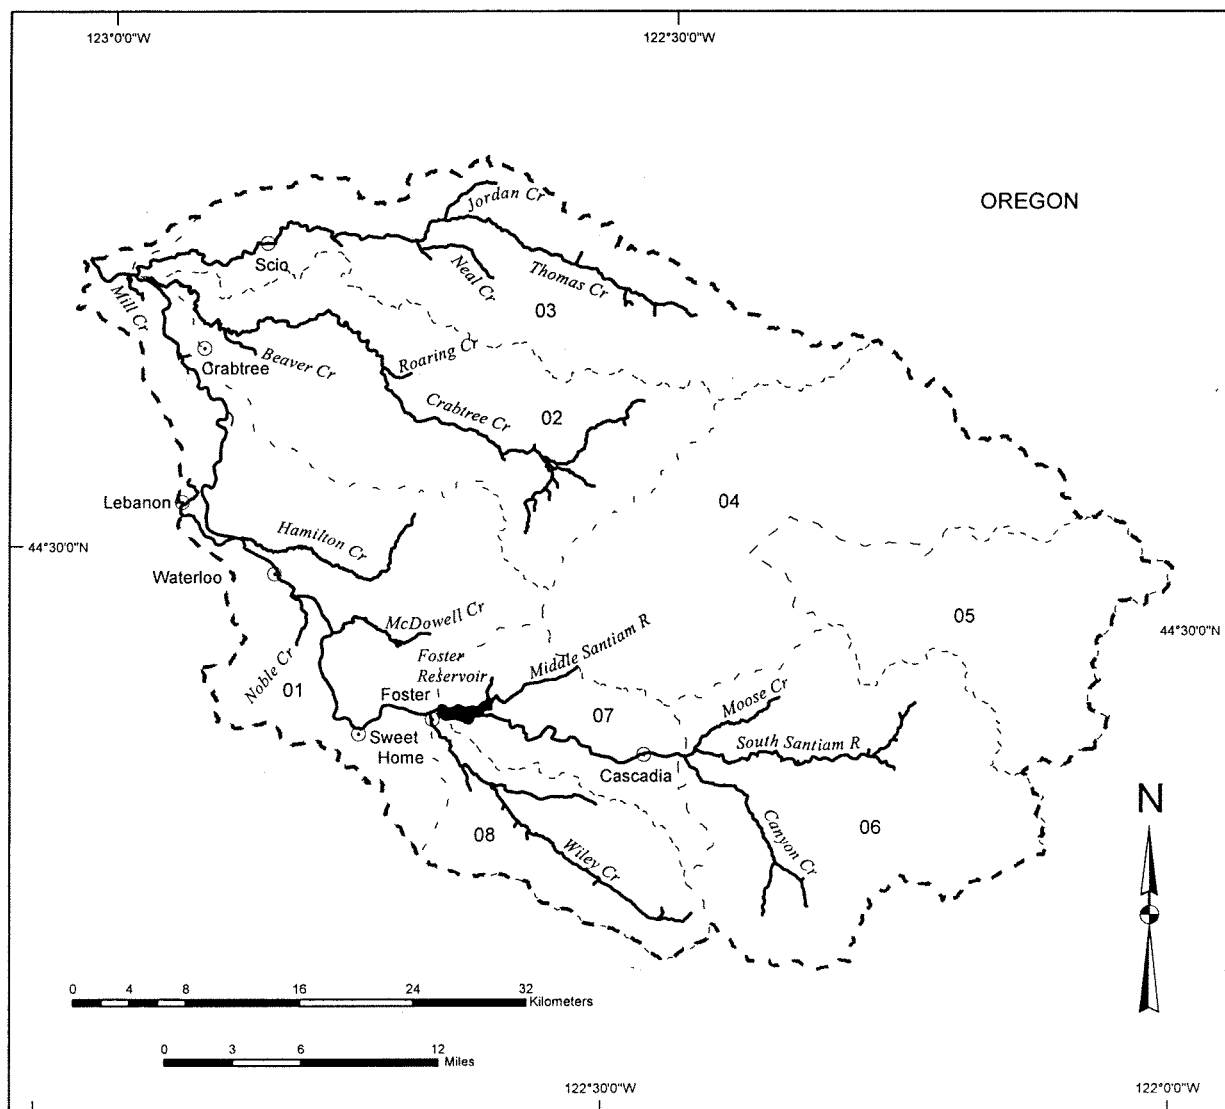 123°0'0"W
122°30'0"W
OREGON
Jordan Cr
Scio
Neal Cr
Thomas Cr
03
Mill Cr
Crabtree
Beaver Cr
Roaring Cr
Crabtree Cr
02
Lebanon
04
Hamilton Cr
44°30'0"N
Waterloo
05
McDowell Cr
44°30'0"N
Foster
Reservoir
Middle Santiam R
Noble Cr
01
Foster
Moose Cr
07
Sweet
Home
South Santiam R
Cascadia
N
08
Wiley Cr
Canyon Cr
06
0 4 8 16 24 32
Kilometers
0 3 6 12
Miles
122°30'0"W
122°0'0"W